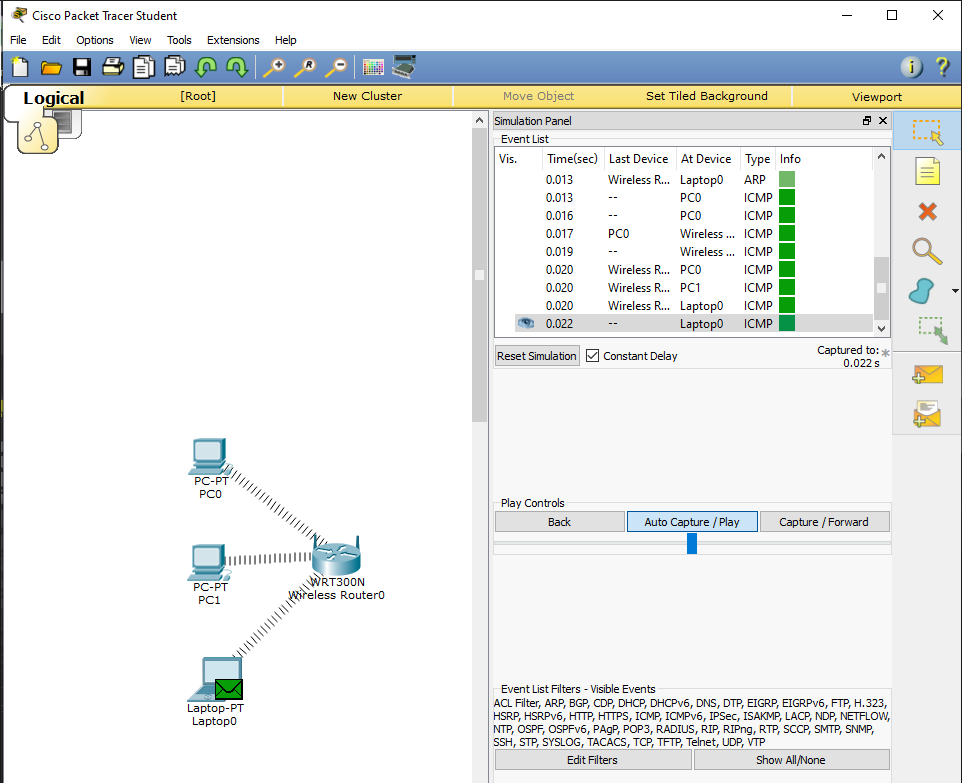 Cisco Packet Tracer Student
File Edit Options View Tools Extensions Help
Logical [Root] New Cluster Move Object Set Tiled Background Viewport
Simulation Panel
Event List
Vis. Time(sec) Last Device At Device Type Info
0.013 Wireless R... Laptop0 ARP
0.013 -- PC0 ICMP
0.016 -- PC0 ICMP
0.017 PC0 Wireless ... ICMP
0.019 -- Wireless ... ICMP
0.020 Wireless R... PC0 ICMP
0.020 Wireless R... PC1 ICMP
0.020 Wireless R... Laptop0 ICMP
0.022 -- Laptop0 ICMP
Reset Simulation Constant Delay Captured to: *
0.022 s
PC-PT
PC0
PC-PT
PC1
WRT300N
Wireless Router0
Laptop-PT
Laptop0
Play Controls
Back Auto Capture / Play Capture / Forward
Event List Filters - Visible Events
ACL Filter, ARP, BGP, CDP, DHCP, DHCPv6, DNS, DTP, EIGRP, EIGRPv6, FTP, H.323,
HSRP, HSRPv6, HTTP, HTTPS, ICMP, ICMPv6, IPSec, ISAKMP, LACP, NDP, NETFLOW,
NTP, OSPF, OSPFv6, PAgP, POP3, RADIUS, RIP, RIPng, RTP, SCCP, SMTP, SNMP,
SSH, STP, SYSLOG, TACACS, TCP, TFTP, Telnet, UDP, VTP
Edit Filters Show All/None